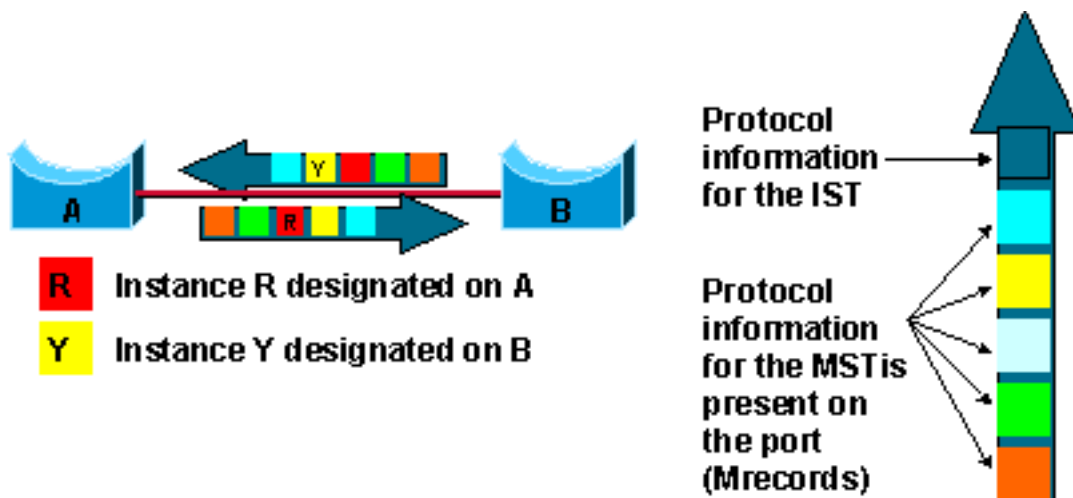 A
B
Y
R
R Instance R designated on A
Y Instance Y designated on B
Protocol
information
for the IST
Protocol
information
for the MSTis
present on
the port
(Mrecords)